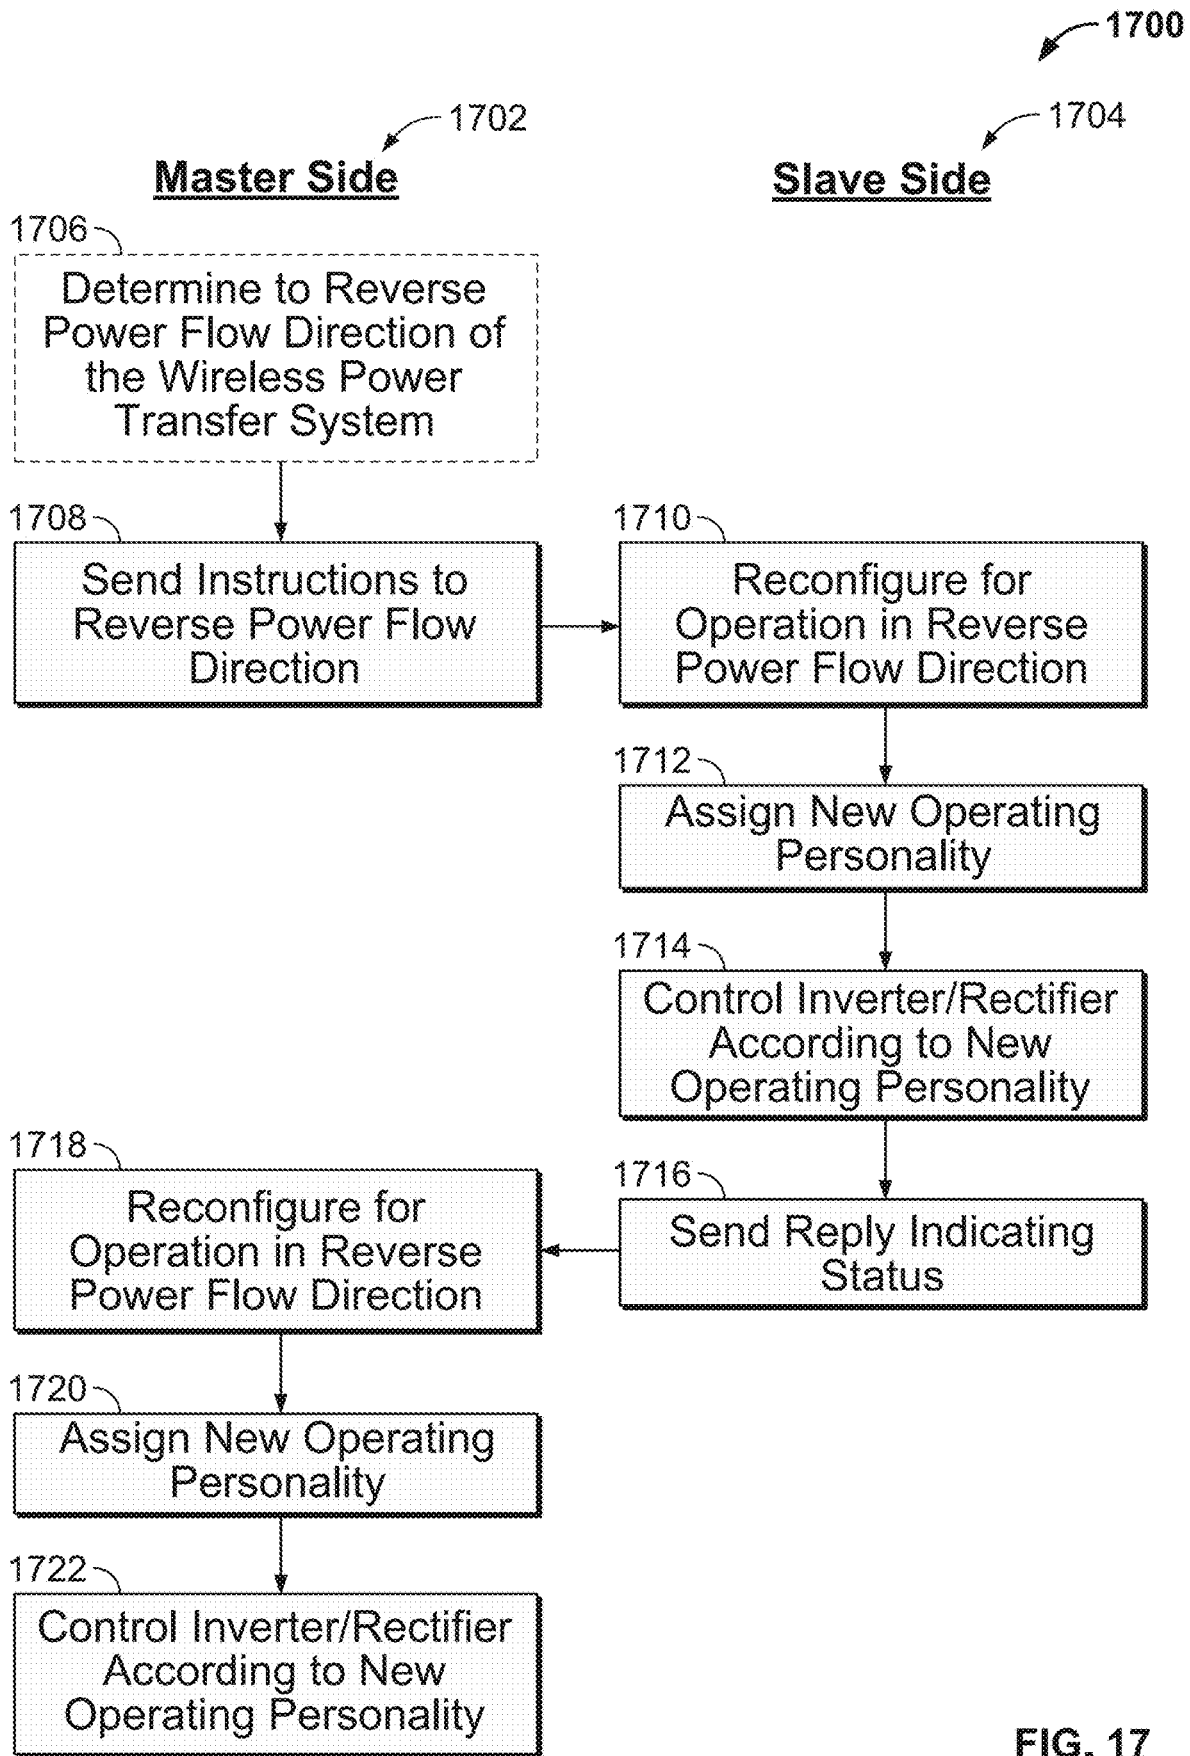 1700
1702
1704
Master Side
Slave Side
1706
Determine to Reverse
Power Flow Direction of
the Wireless Power
Transfer System
1708
Send Instructions to
Reverse Power Flow
Direction
1710
Reconfigure for
Operation in Reverse
Power Flow Direction
1712
Assign New Operating
Personality
1714
Control Inverter/Rectifier
According to New
Operating Personality
1716
Send Reply Indicating
Status
1718
Reconfigure for
Operation in Reverse
Power Flow Direction
1720
Assign New Operating
Personality
1722
Control Inverter/Rectifier
According to New
Operating Personality
FIG. 17